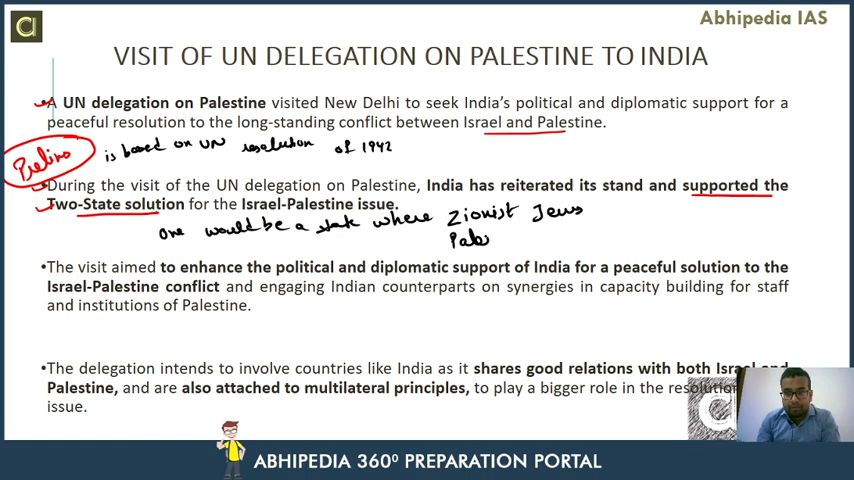 Abhipedia IAS
a
VISIT OF UN DELEGATION ON PALESTINE TO INDIA
•A UN delegation on Palestine visited New Delhi to seek India's political and diplomatic support for a
peaceful resolution to the long-standing conflict between Israel and Palestine.
Prelims
is based on UN resolution of 1942
•During the visit of the UN delegation on Palestine, India has reiterated its stand and supported the
Two-State solution for the Israel-Palestine issue.
One would be a state where Zionist Jews
Pales
•The visit aimed to enhance the political and diplomatic support of India for a peaceful solution to the
Israel-Palestine conflict and engaging Indian counterparts on synergies in capacity building for staff
and institutions of Palestine.
•The delegation intends to involve countries like India as it shares good relations with both Israel and
Palestine, and are also attached to multilateral principles, to play a bigger role in the resolution
issue.
ABHIPEDIA 360⁰ PREPARATION PORTAL